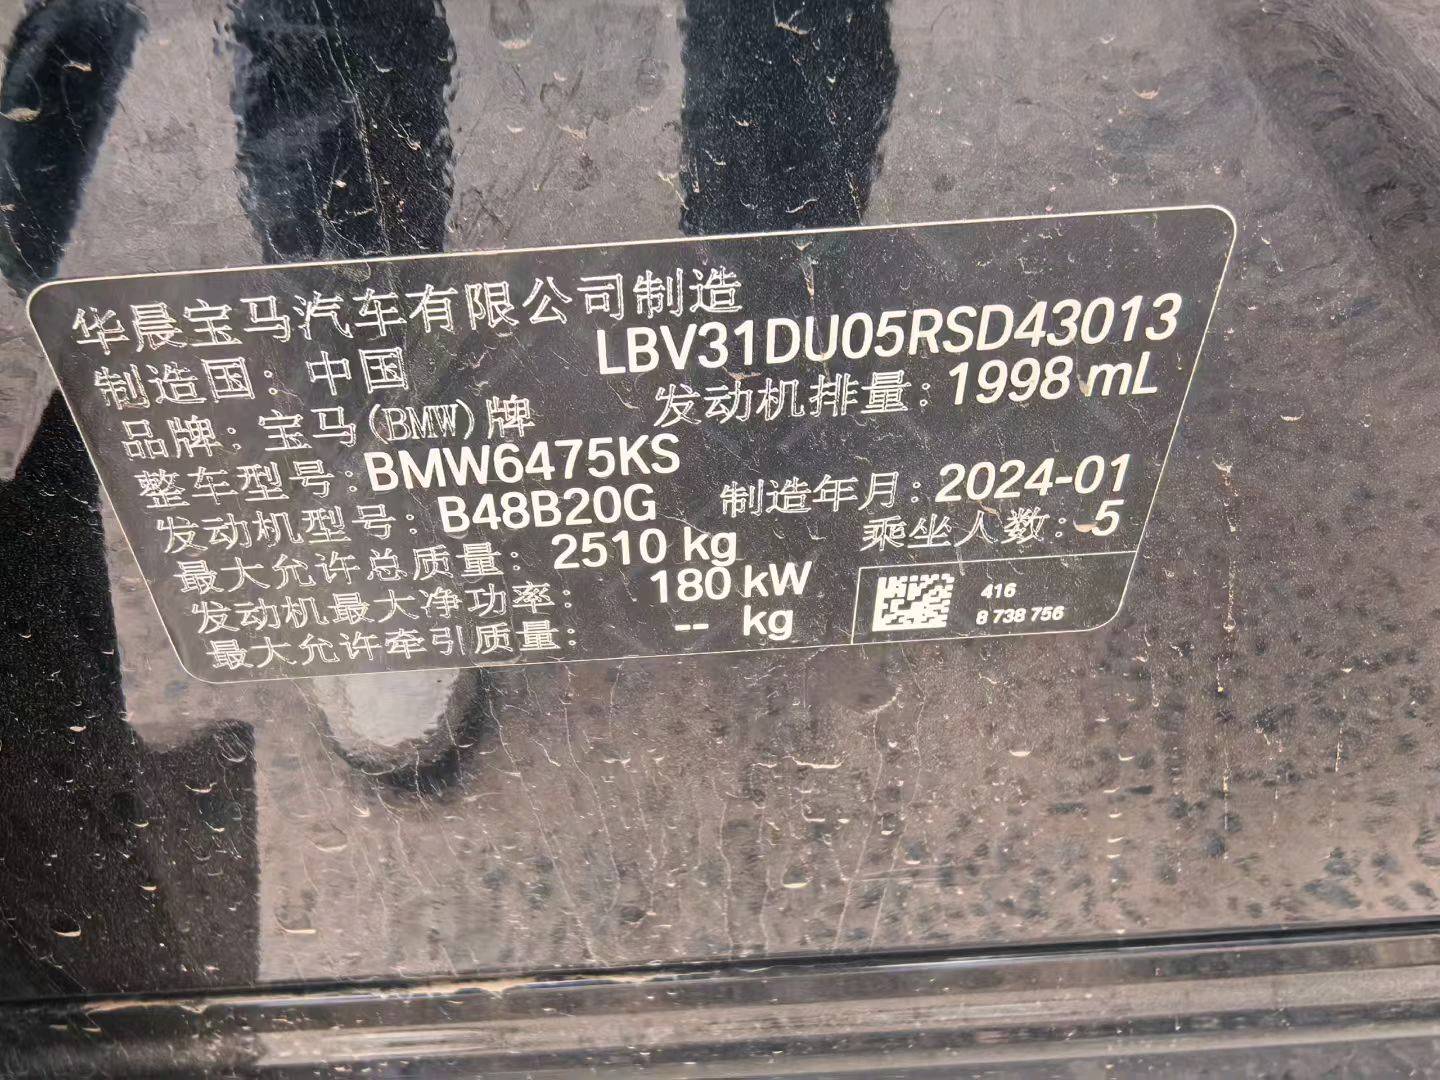 华晨宝马汽车有限公司制造
制造国：中国 LBV31DU05RSD43013
品牌：宝马(BMW)牌 发动机排量：1998 mL
整车型号：BMW6475KS
发动机型号：B48B20G 制造年月：2024-01
最大允许总质量：2510 kg 乘坐人数：5
发动机最大净功率：180 kW
最大允许牵引质量：-- kg
416
8 738 756